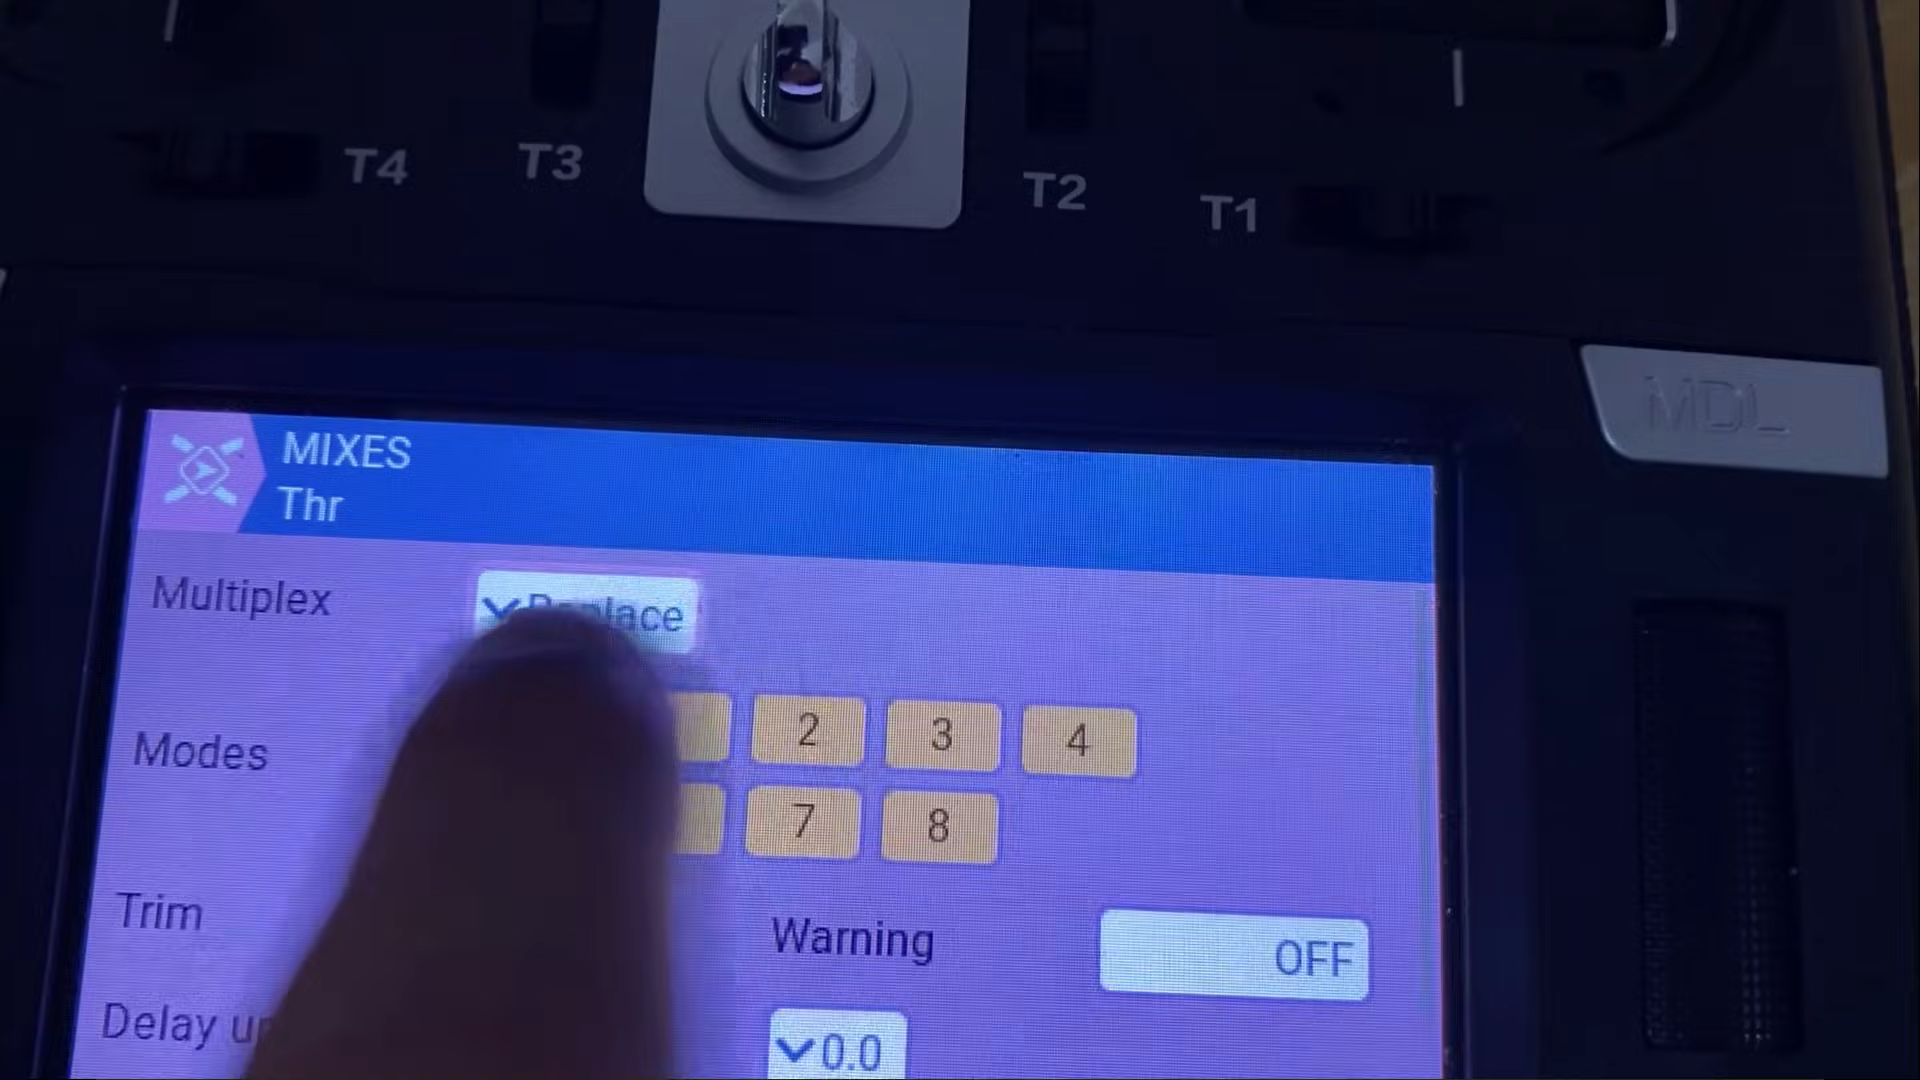 T4 T3 T2 T1
MDL
MIXES
Thr
Multiplex
Modes 2 3 4
7 8
Trim Warning OFF
Delay 0.0